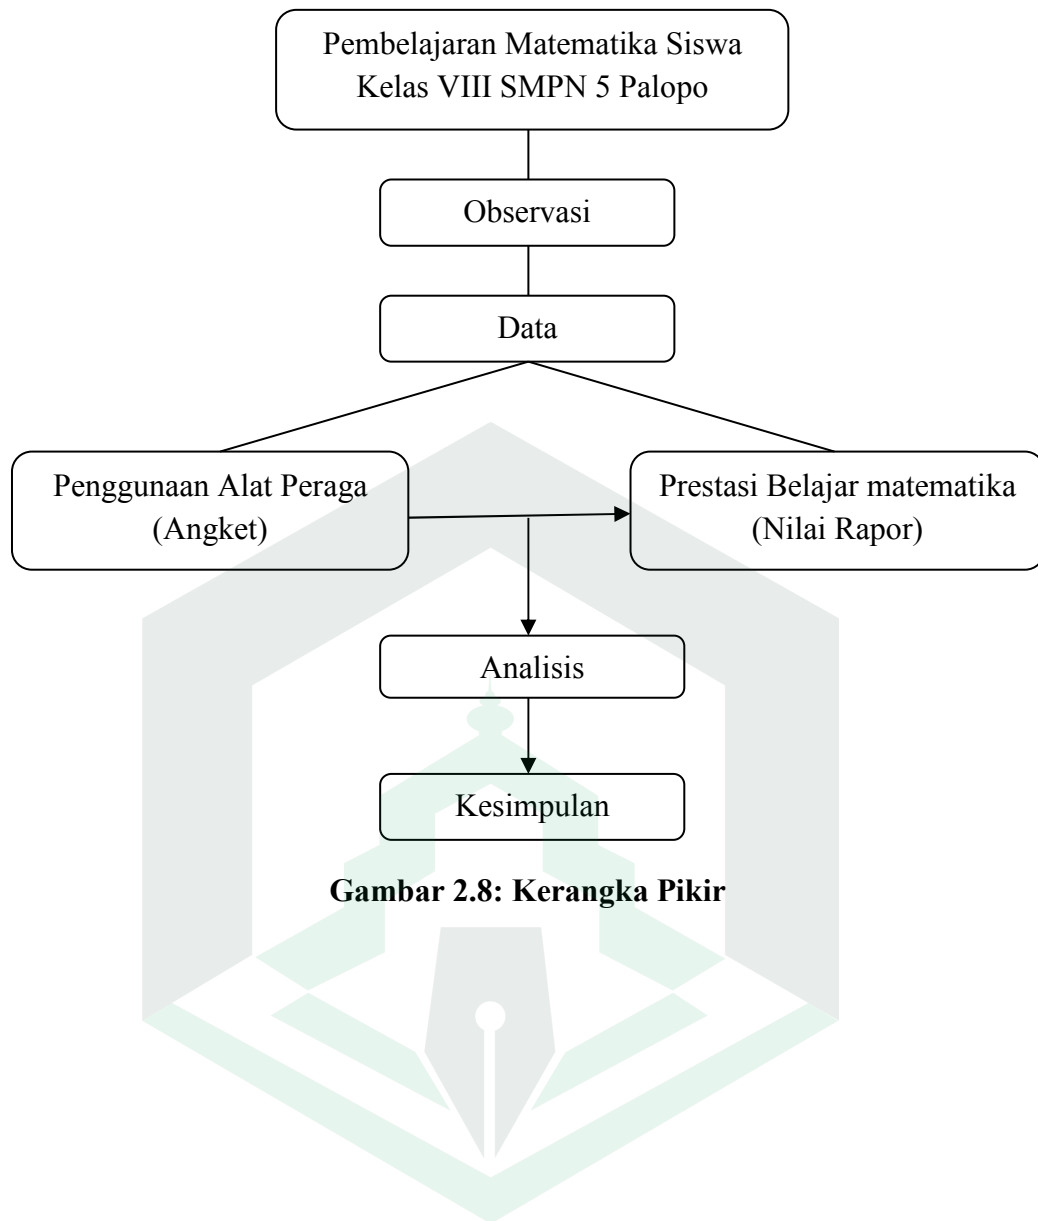 Pembelajaran Matematika Siswa
Kelas VIII SMPN 5 Palopo
Observasi
Data
Penggunaan Alat Peraga
(Angket)
Prestasi Belajar matematika
(Nilai Rapor)
Analisis
Kesimpulan
Gambar 2.8: Kerangka Pikir